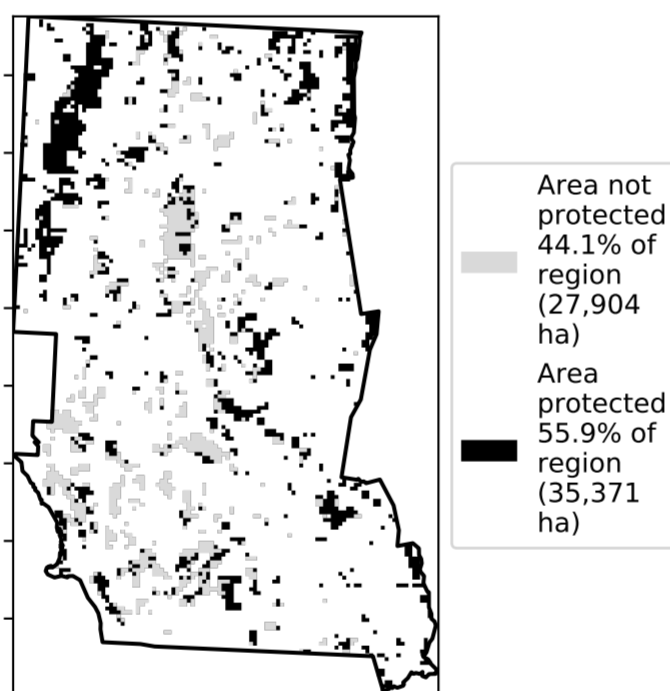 Area not
protected
44.1% of
region
(27,904
ha)
Area
protected
55.9% of
region
(35,371
ha)